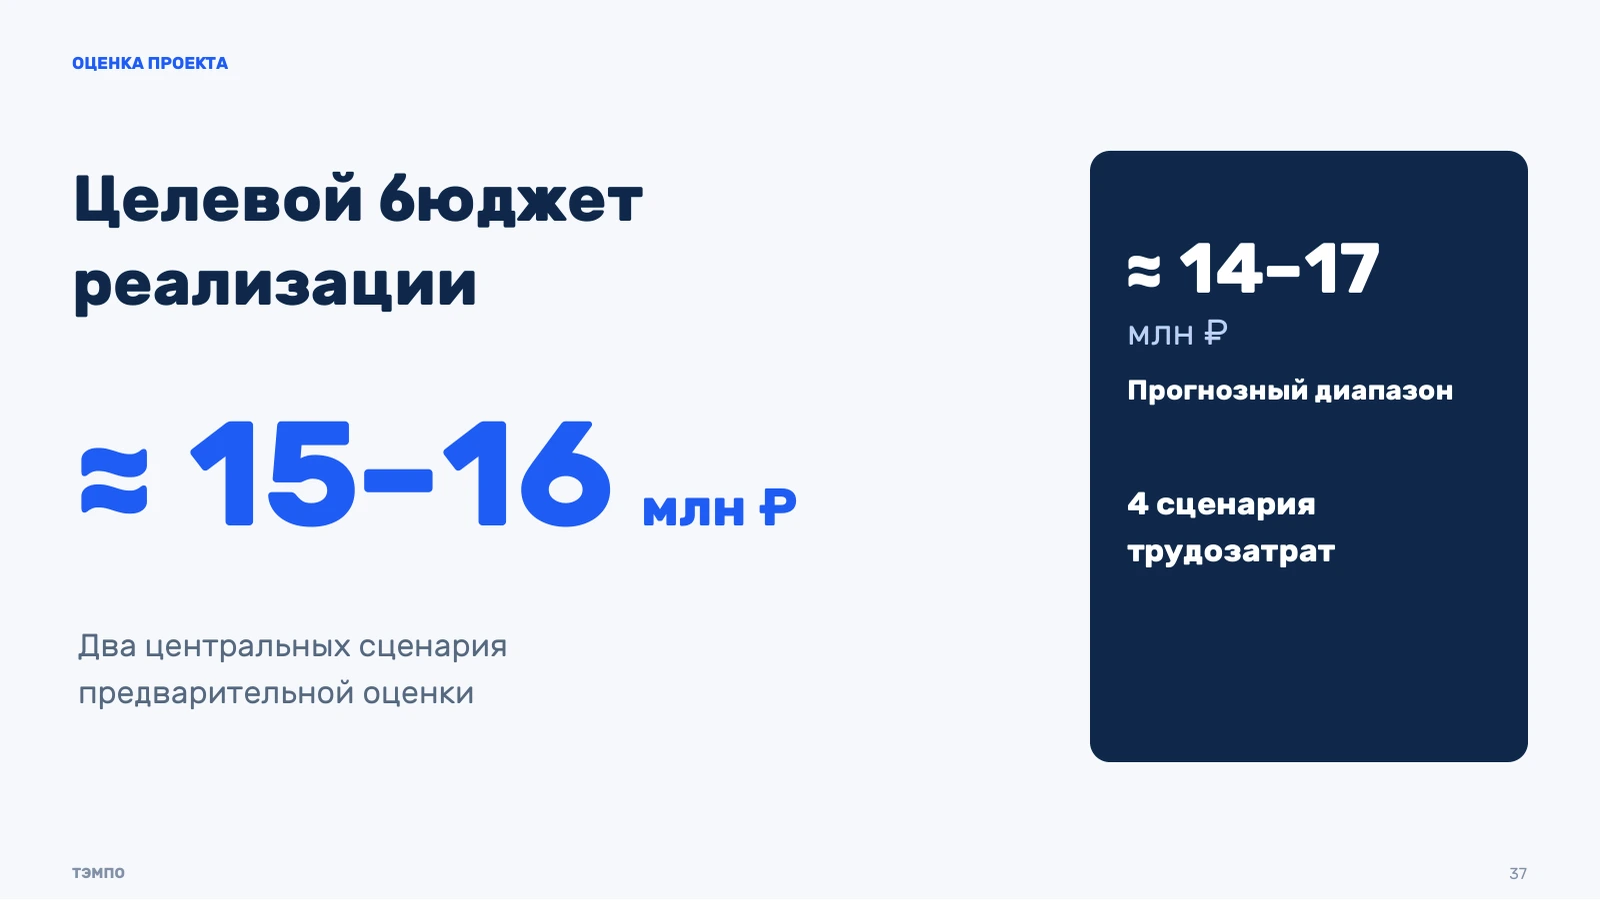 ОЦЕНКА ПРОЕКТА
Целевой бюджет
реализации
≈ 15–16 млн ₽
Два центральных сценария
предварительной оценки
≈ 14–17
млн ₽
Прогнозный диапазон
4 сценария
трудозатрат
ТЭМПО
37